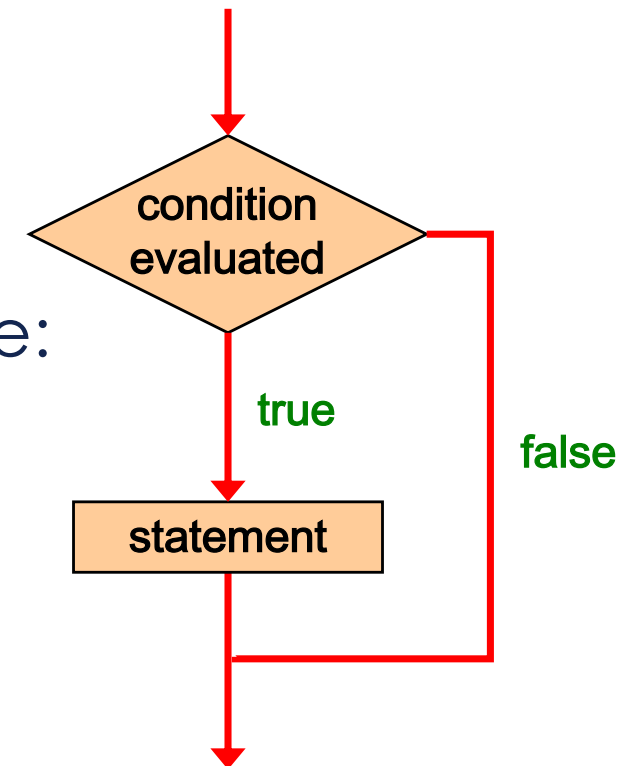 condition
evaluated
e:
true
false
statement